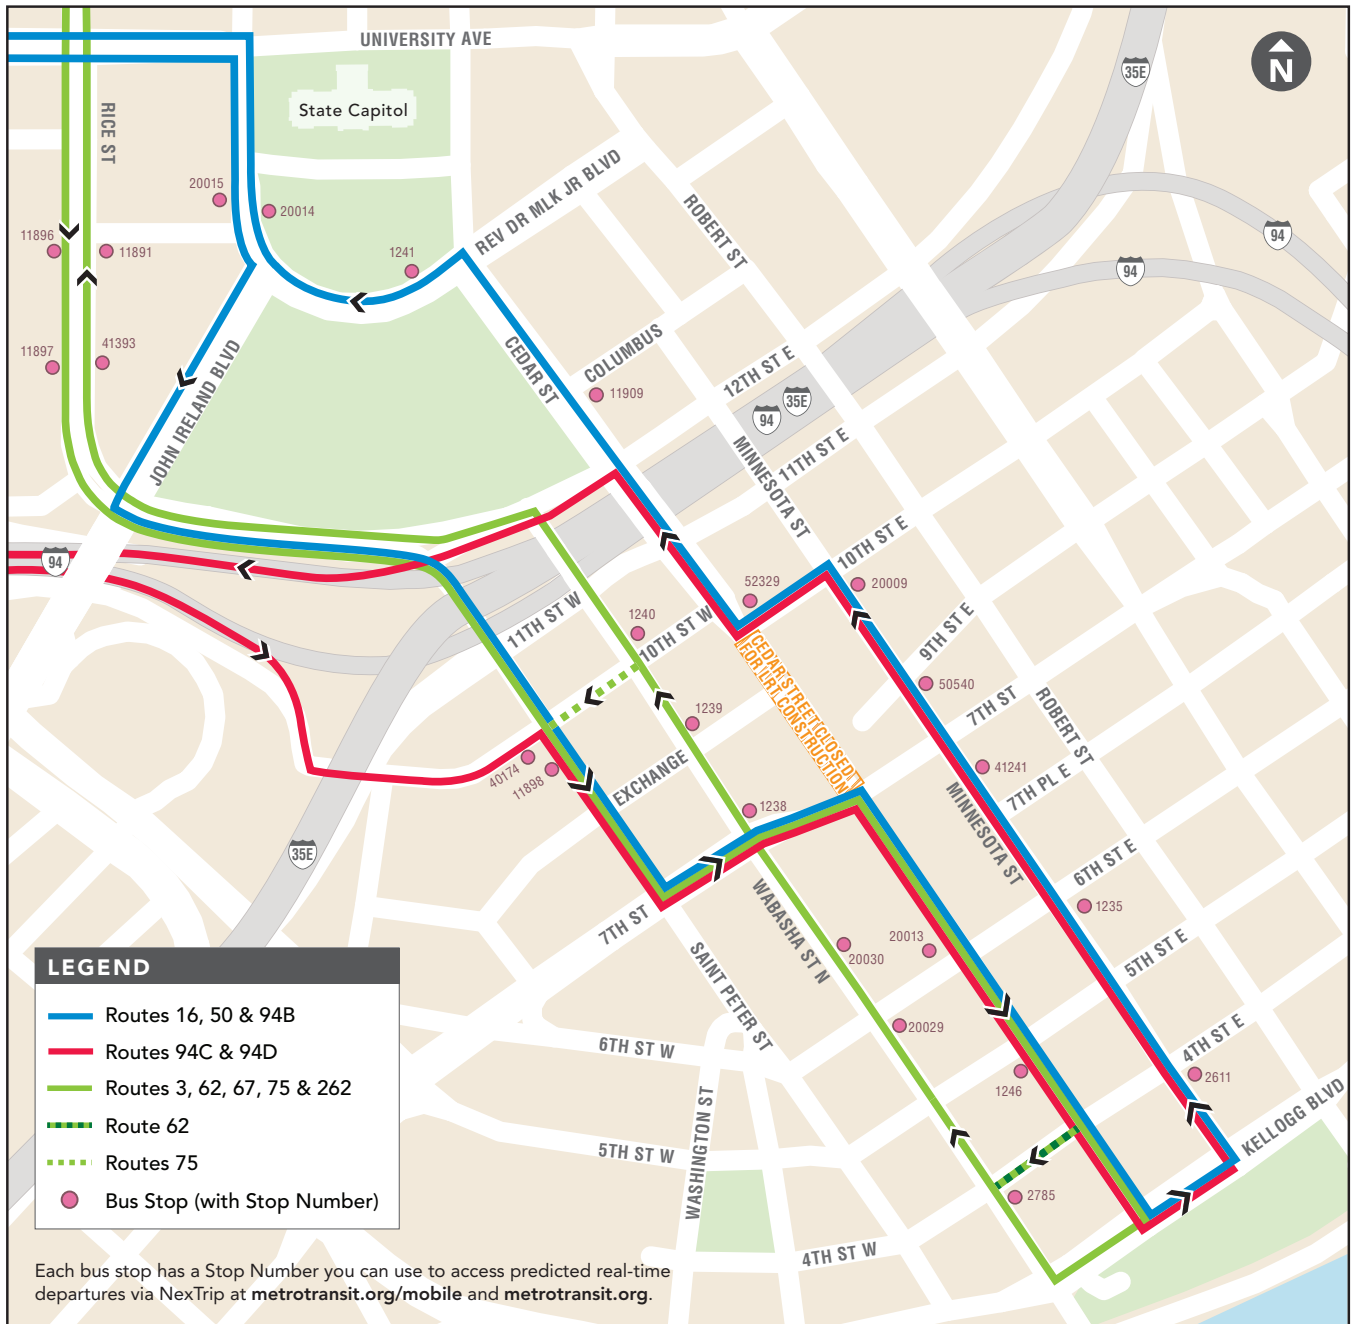 UNIVERSITY AVE
N
35E
State Capitol
RICE ST
20015
20014
11896
11891
1241
REV DR MLK JR BLVD
ROBERT ST
94
94
11897
41393
JOHN IRELAND BLVD
CEDAR ST
COLUMBUS
11909
12TH ST E
35E
94
MINNESOTA ST
11TH ST E
10TH ST E
94
52329
20009
11TH ST W
1240
10TH ST W
9TH ST E
CEDAR STREET CLOSED
FOR LRT CONSTRUCTION
50540
1239
7TH ST
ROBERT ST
40174
11898
EXCHANGE
41241
7TH PL E
1238
MINNESOTA ST
35E
6TH ST E
1235
7TH ST
WABASHA ST N
20030
20013
5TH ST E
SAINT PETER ST
20029
6TH ST W
1246
4TH ST E
2611
KELLOGG BLVD
5TH ST W
WASHINGTON ST
2785
4TH ST W
LEGEND
Routes 16, 50 & 94B
Routes 94C & 94D
Routes 3, 62, 67, 75 & 262
Route 62
Routes 75
Bus Stop (with Stop Number)
Each bus stop has a Stop Number you can use to access predicted real-time
departures via NexTrip at metrotransit.org/mobile and metrotransit.org.